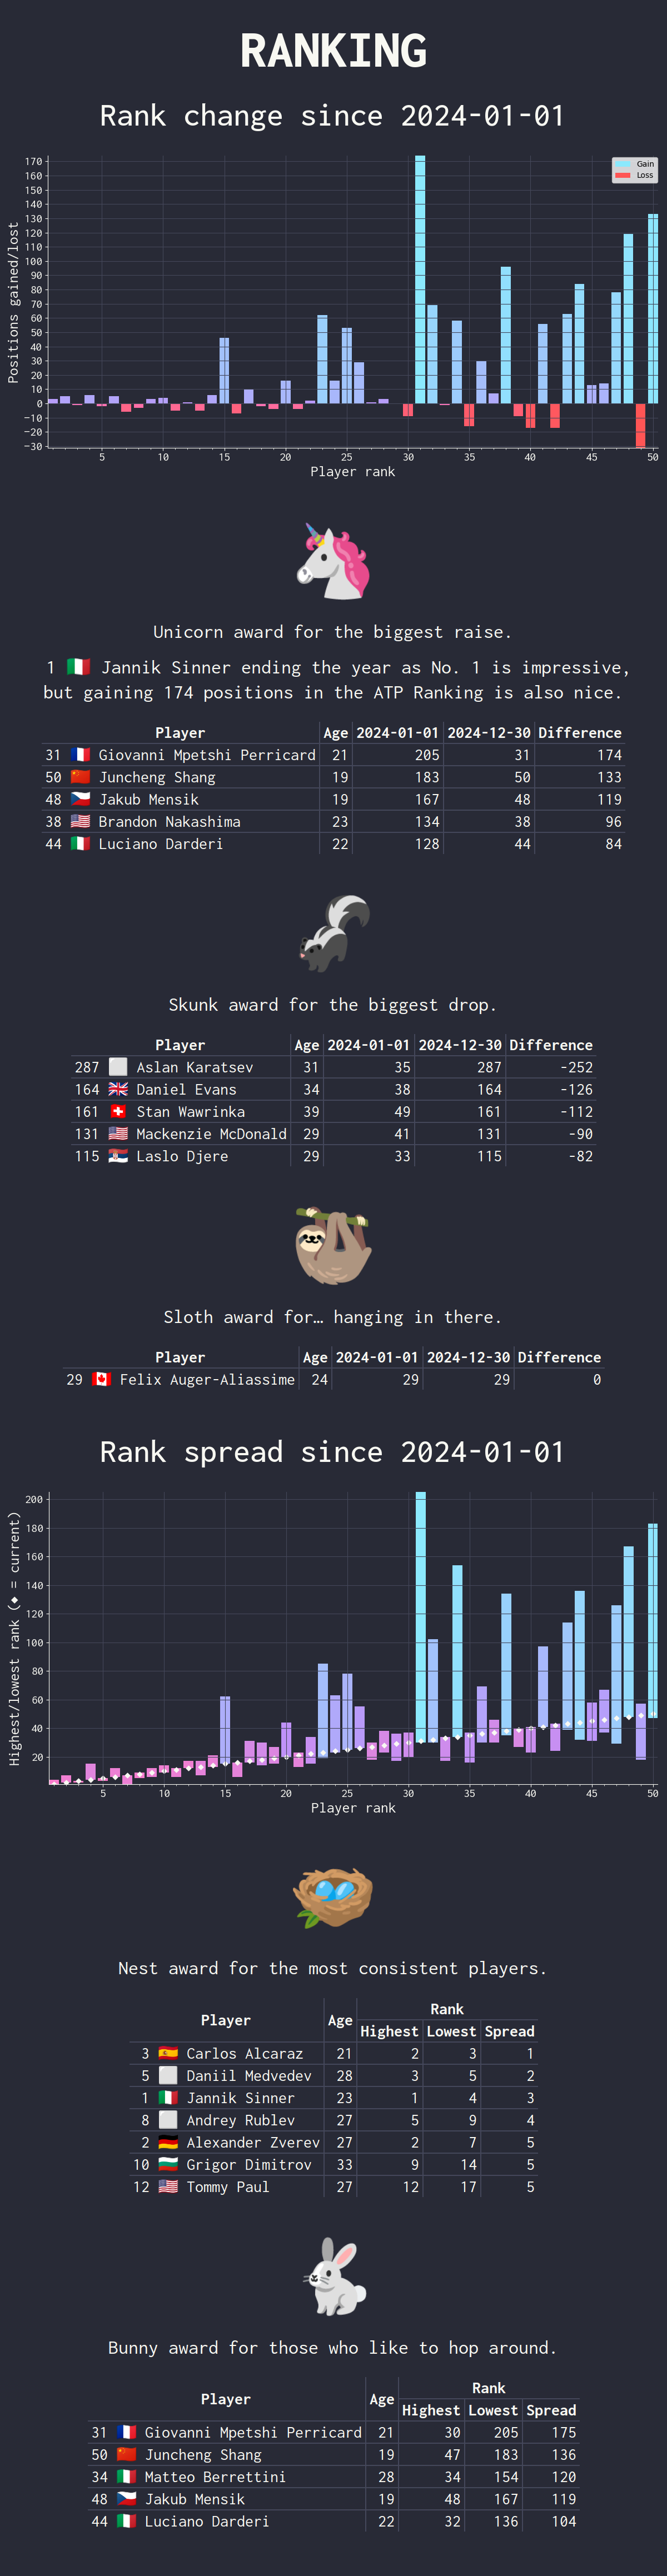 RANKING
Rank change since 2024-01-01
Positions gained/lost
170
160
150
140
130
120
110
100
90
80
70
60
50
40
30
20
10
0
−10
−20
−30
Gain
Loss
5 10 15 20 25 30 35 40 45 50
Player rank
Unicorn award for the biggest raise.
1 Jannik Sinner ending the year as No. 1 is impressive,
but gaining 174 positions in the ATP Ranking is also nice.
Player Age 2024-01-01 2024-12-30 Difference
31 Giovanni Mpetshi Perricard 21 205 31 174
50 Juncheng Shang 19 183 50 133
48 Jakub Mensik 19 167 48 119
38 Brandon Nakashima 23 134 38 96
44 Luciano Darderi 22 128 44 84
Skunk award for the biggest drop.
Player Age 2024-01-01 2024-12-30 Difference
287 Aslan Karatsev 31 35 287 -252
164 Daniel Evans 34 38 164 -126
161 Stan Wawrinka 39 49 161 -112
131 Mackenzie McDonald 29 41 131 -90
115 Laslo Djere 29 33 115 -82
Sloth award for… hanging in there.
Player Age 2024-01-01 2024-12-30 Difference
29 Felix Auger-Aliassime 24 29 29 0
Rank spread since 2024-01-01
Highest/lowest rank (◆ = current)
200
180
160
140
120
100
80
60
40
20
5 10 15 20 25 30 35 40 45 50
Player rank
Nest award for the most consistent players.
Player Age Rank
Highest Lowest Spread
3 Carlos Alcaraz 21 2 3 1
5 Daniil Medvedev 28 3 5 2
1 Jannik Sinner 23 1 4 3
8 Andrey Rublev 27 5 9 4
2 Alexander Zverev 27 2 7 5
10 Grigor Dimitrov 33 9 14 5
12 Tommy Paul 27 12 17 5
Bunny award for those who like to hop around.
Player Age Rank
Highest Lowest Spread
31 Giovanni Mpetshi Perricard 21 30 205 175
50 Juncheng Shang 19 47 183 136
34 Matteo Berrettini 28 34 154 120
48 Jakub Mensik 19 48 167 119
44 Luciano Darderi 22 32 136 104